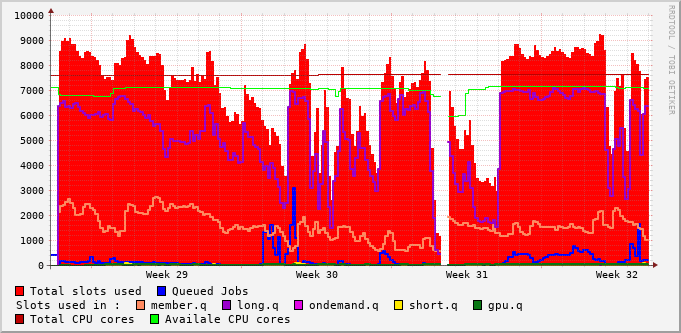 RRDTOOL / TOBI OETIKER
10000
9000
8000
7000
6000
5000
4000
3000
2000
1000
0
Week 29 Week 30 Week 31 Week 32
Total slots used Queued Jobs
Slots used in : member.q long.q ondemand.q short.q gpu.q
Total CPU cores Availale CPU cores